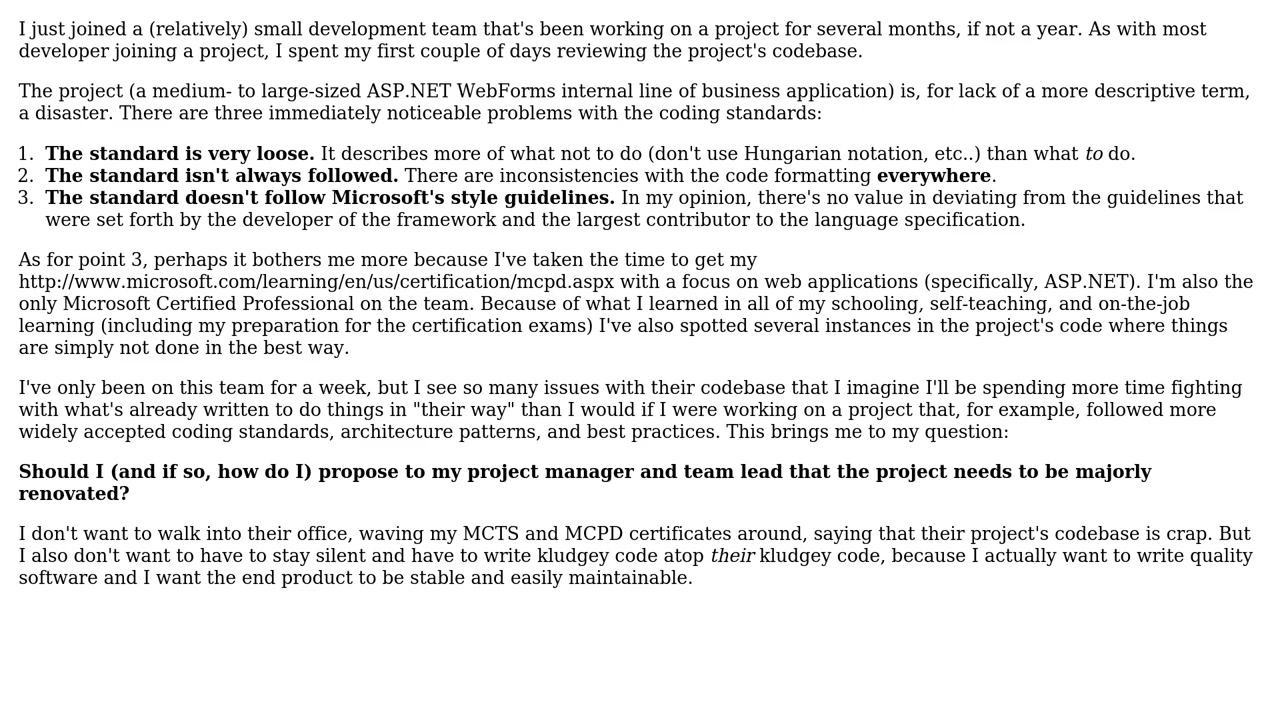 I just joined a (relatively) small development team that's been working on a project for several months, if not a year. As with most
developer joining a project, I spent my first couple of days reviewing the project's codebase.
The project (a medium- to large-sized ASP.NET WebForms internal line of business application) is, for lack of a more descriptive term,
a disaster. There are three immediately noticeable problems with the coding standards:
1. The standard is very loose. It describes more of what not to do (don't use Hungarian notation, etc..) than what to do.
2. The standard isn't always followed. There are inconsistencies with the code formatting everywhere.
3. The standard doesn't follow Microsoft's style guidelines. In my opinion, there's no value in deviating from the guidelines that
were set forth by the developer of the framework and the largest contributor to the language specification.
As for point 3, perhaps it bothers me more because I've taken the time to get my
http://www.microsoft.com/learning/en/us/certification/mcpd.aspx with a focus on web applications (specifically, ASP.NET). I'm also the
only Microsoft Certified Professional on the team. Because of what I learned in all of my schooling, self-teaching, and on-the-job
learning (including my preparation for the certification exams) I've also spotted several instances in the project's code where things
are simply not done in the best way.
I've only been on this team for a week, but I see so many issues with their codebase that I imagine I'll be spending more time fighting
with what's already written to do things in "their way" than I would if I were working on a project that, for example, followed more
widely accepted coding standards, architecture patterns, and best practices. This brings me to my question:
Should I (and if so, how do I) propose to my project manager and team lead that the project needs to be majorly
renovated?
I don't want to walk into their office, waving my MCTS and MCPD certificates around, saying that their project's codebase is crap. But
I also don't want to have to stay silent and have to write kludgey code atop their kludgey code, because I actually want to write quality
software and I want the end product to be stable and easily maintainable.